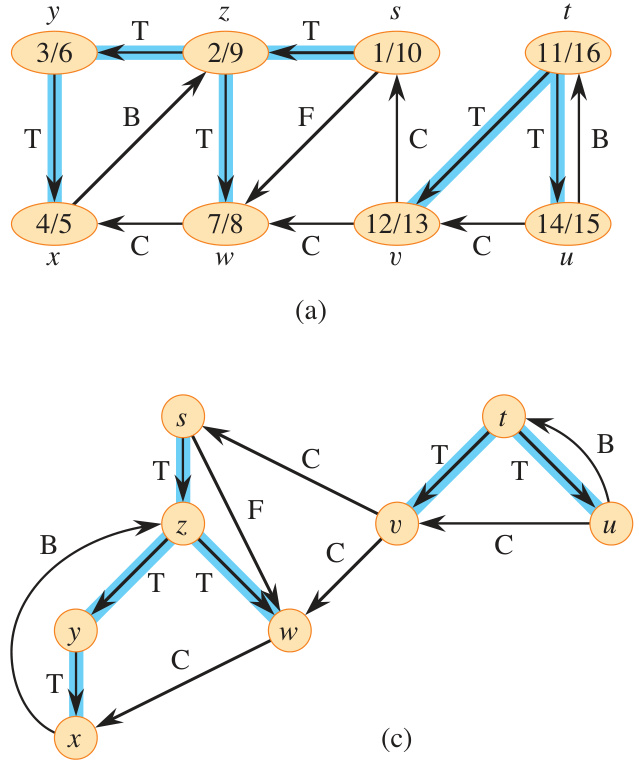 y z s t
T T
3/6 2/9 1/10 11/16
T B T F C T T B
4/5 7/8 12/13 14/15
C C C
x w v u
(a)
s t
T C T T B
F
z v u
B C C
T T
y w
T C
x
(c)